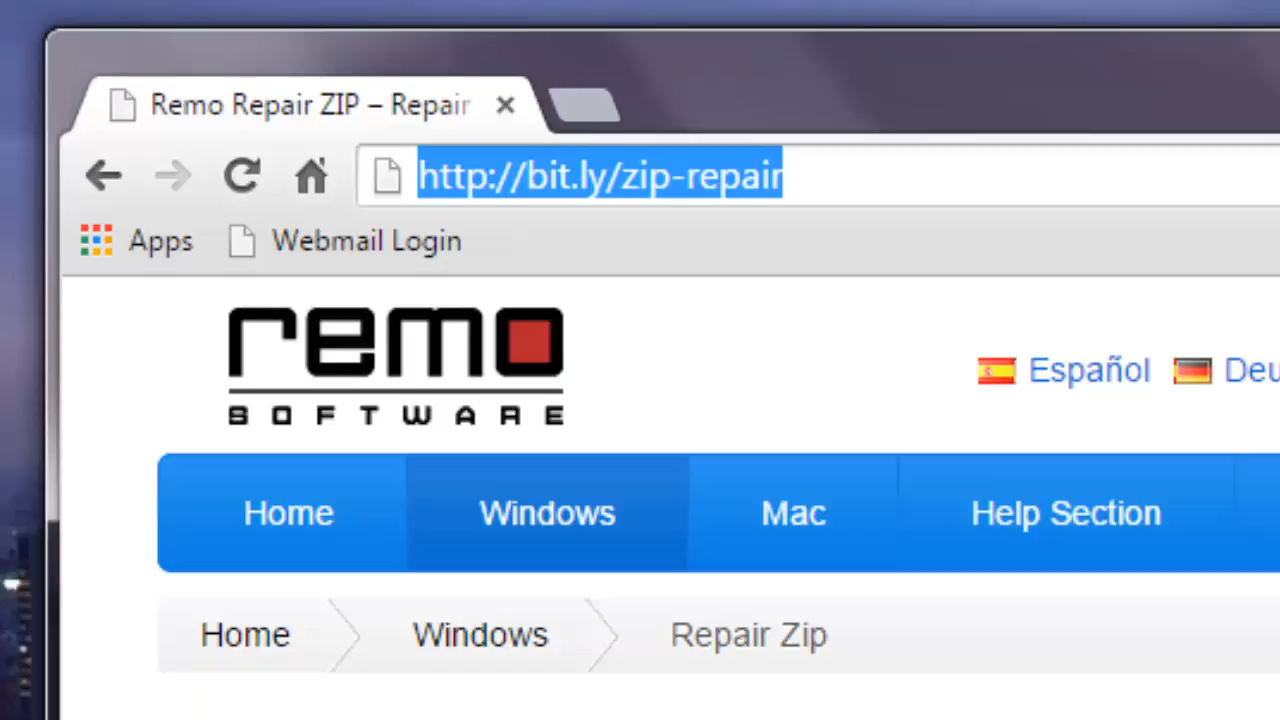 Remo Repair ZIP – Repair
http://bit.ly/zip-repair
Apps Webmail Login
remo
SOFTWARE
Español Deu
Home Windows Mac Help Section
Home Windows Repair Zip